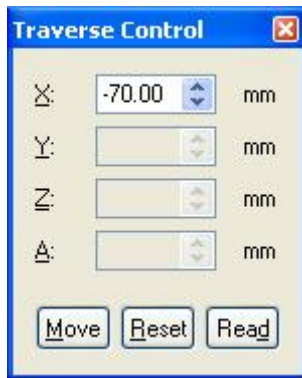 Traverse Control
X: -70.00 mm
Y: mm
Z: mm
A: mm
Move Reset Read